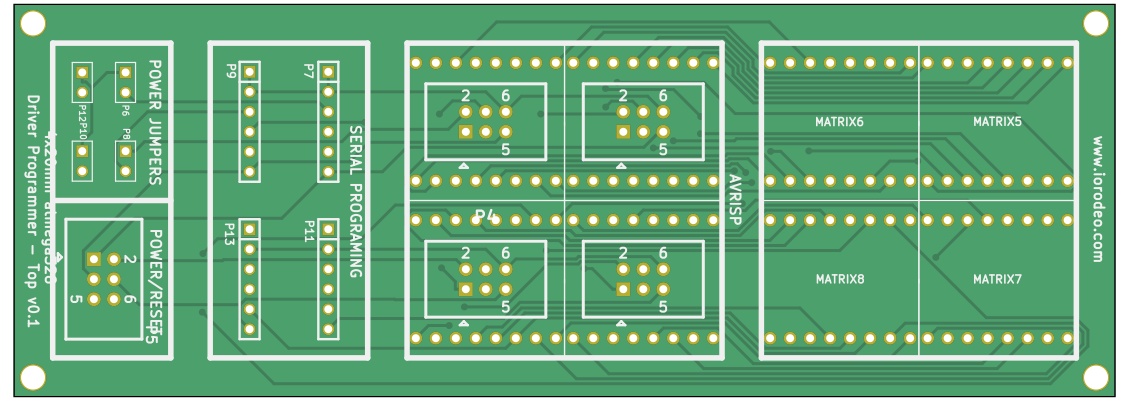 4x20mm atmega328
Driver Programmer — Top v0.1
POWER JUMPERS
P12
P10
P6
P8
POWER/RESET
P5
2
6
5
P9
P7
P13
P11
SERIAL PROGRAMING
2 6
5
2 6
5
P4
2 6
5
2 6
5
AVRISP
MATRIX6
MATRIX5
MATRIX8
MATRIX7
www.iorodeo.com